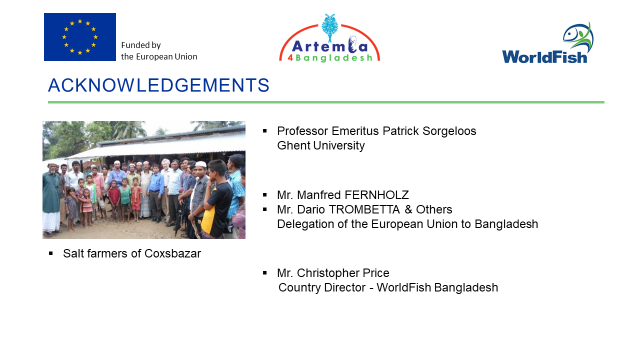 Funded by
the European Union
Artemia
4Bangladesh
WorldFish
ACKNOWLEDGEMENTS
▪ Professor Emeritus Patrick Sorgeloos
Ghent University
▪ Mr. Manfred FERNHOLZ
▪ Mr. Dario TROMBETTA & Others
Delegation of the European Union to Bangladesh
▪ Salt farmers of Coxsbazar
▪ Mr. Christopher Price
Country Director - WorldFish Bangladesh